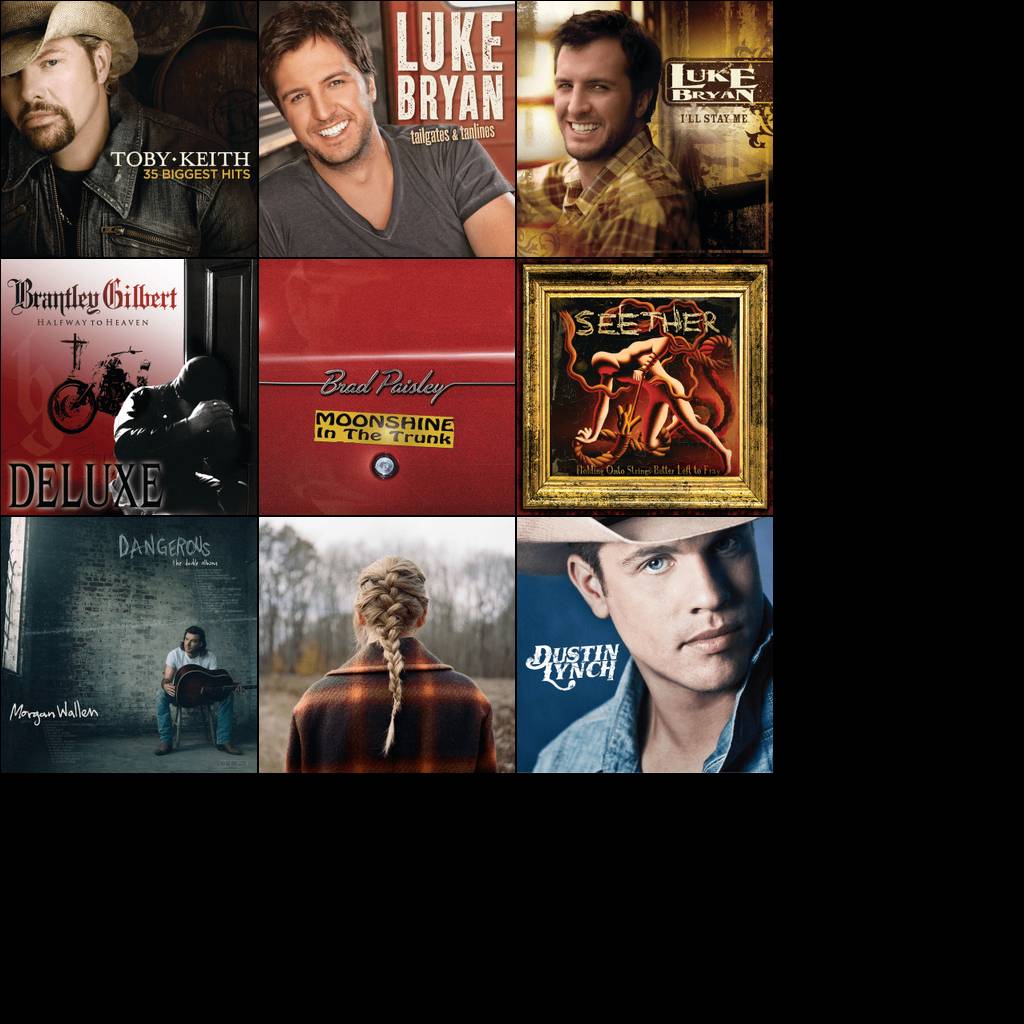 TOBY·KEITH
35 BIGGEST HITS
LUKE
BRYAN
tailgates & tanlines
LUKE
BRYAN
I'LL STAY ME
Brantley Gilbert
HALFWAY TO HEAVEN
DELUXE
Brad Paisley
MOONSHINE
In The Trunk
SEETHER
Holding Onto Strings Better Left to Fray
DANGEROUS
the double album
Morgan Wallen
DUSTIN
LYNCH